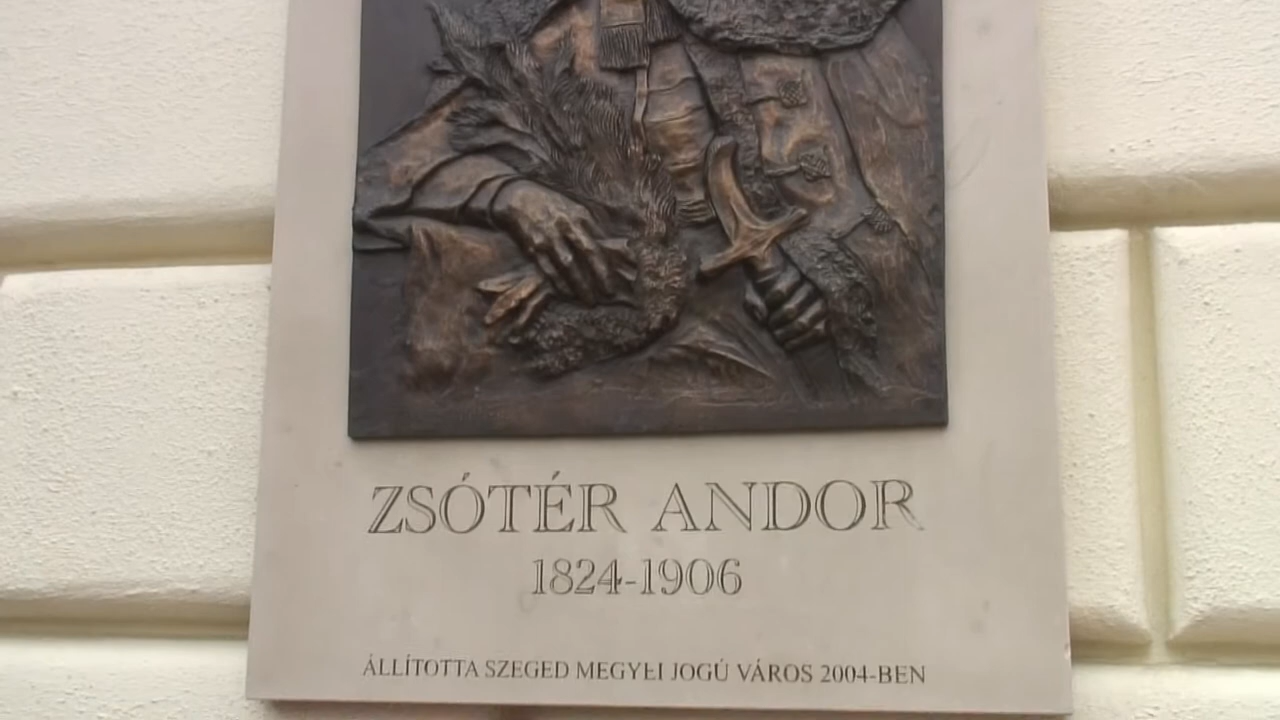 ZSÓTÉR ANDOR
1824-1906
ÁLLÍTOTTA SZEGED MEGYEI JOGÚ VÁROS 2004-BEN